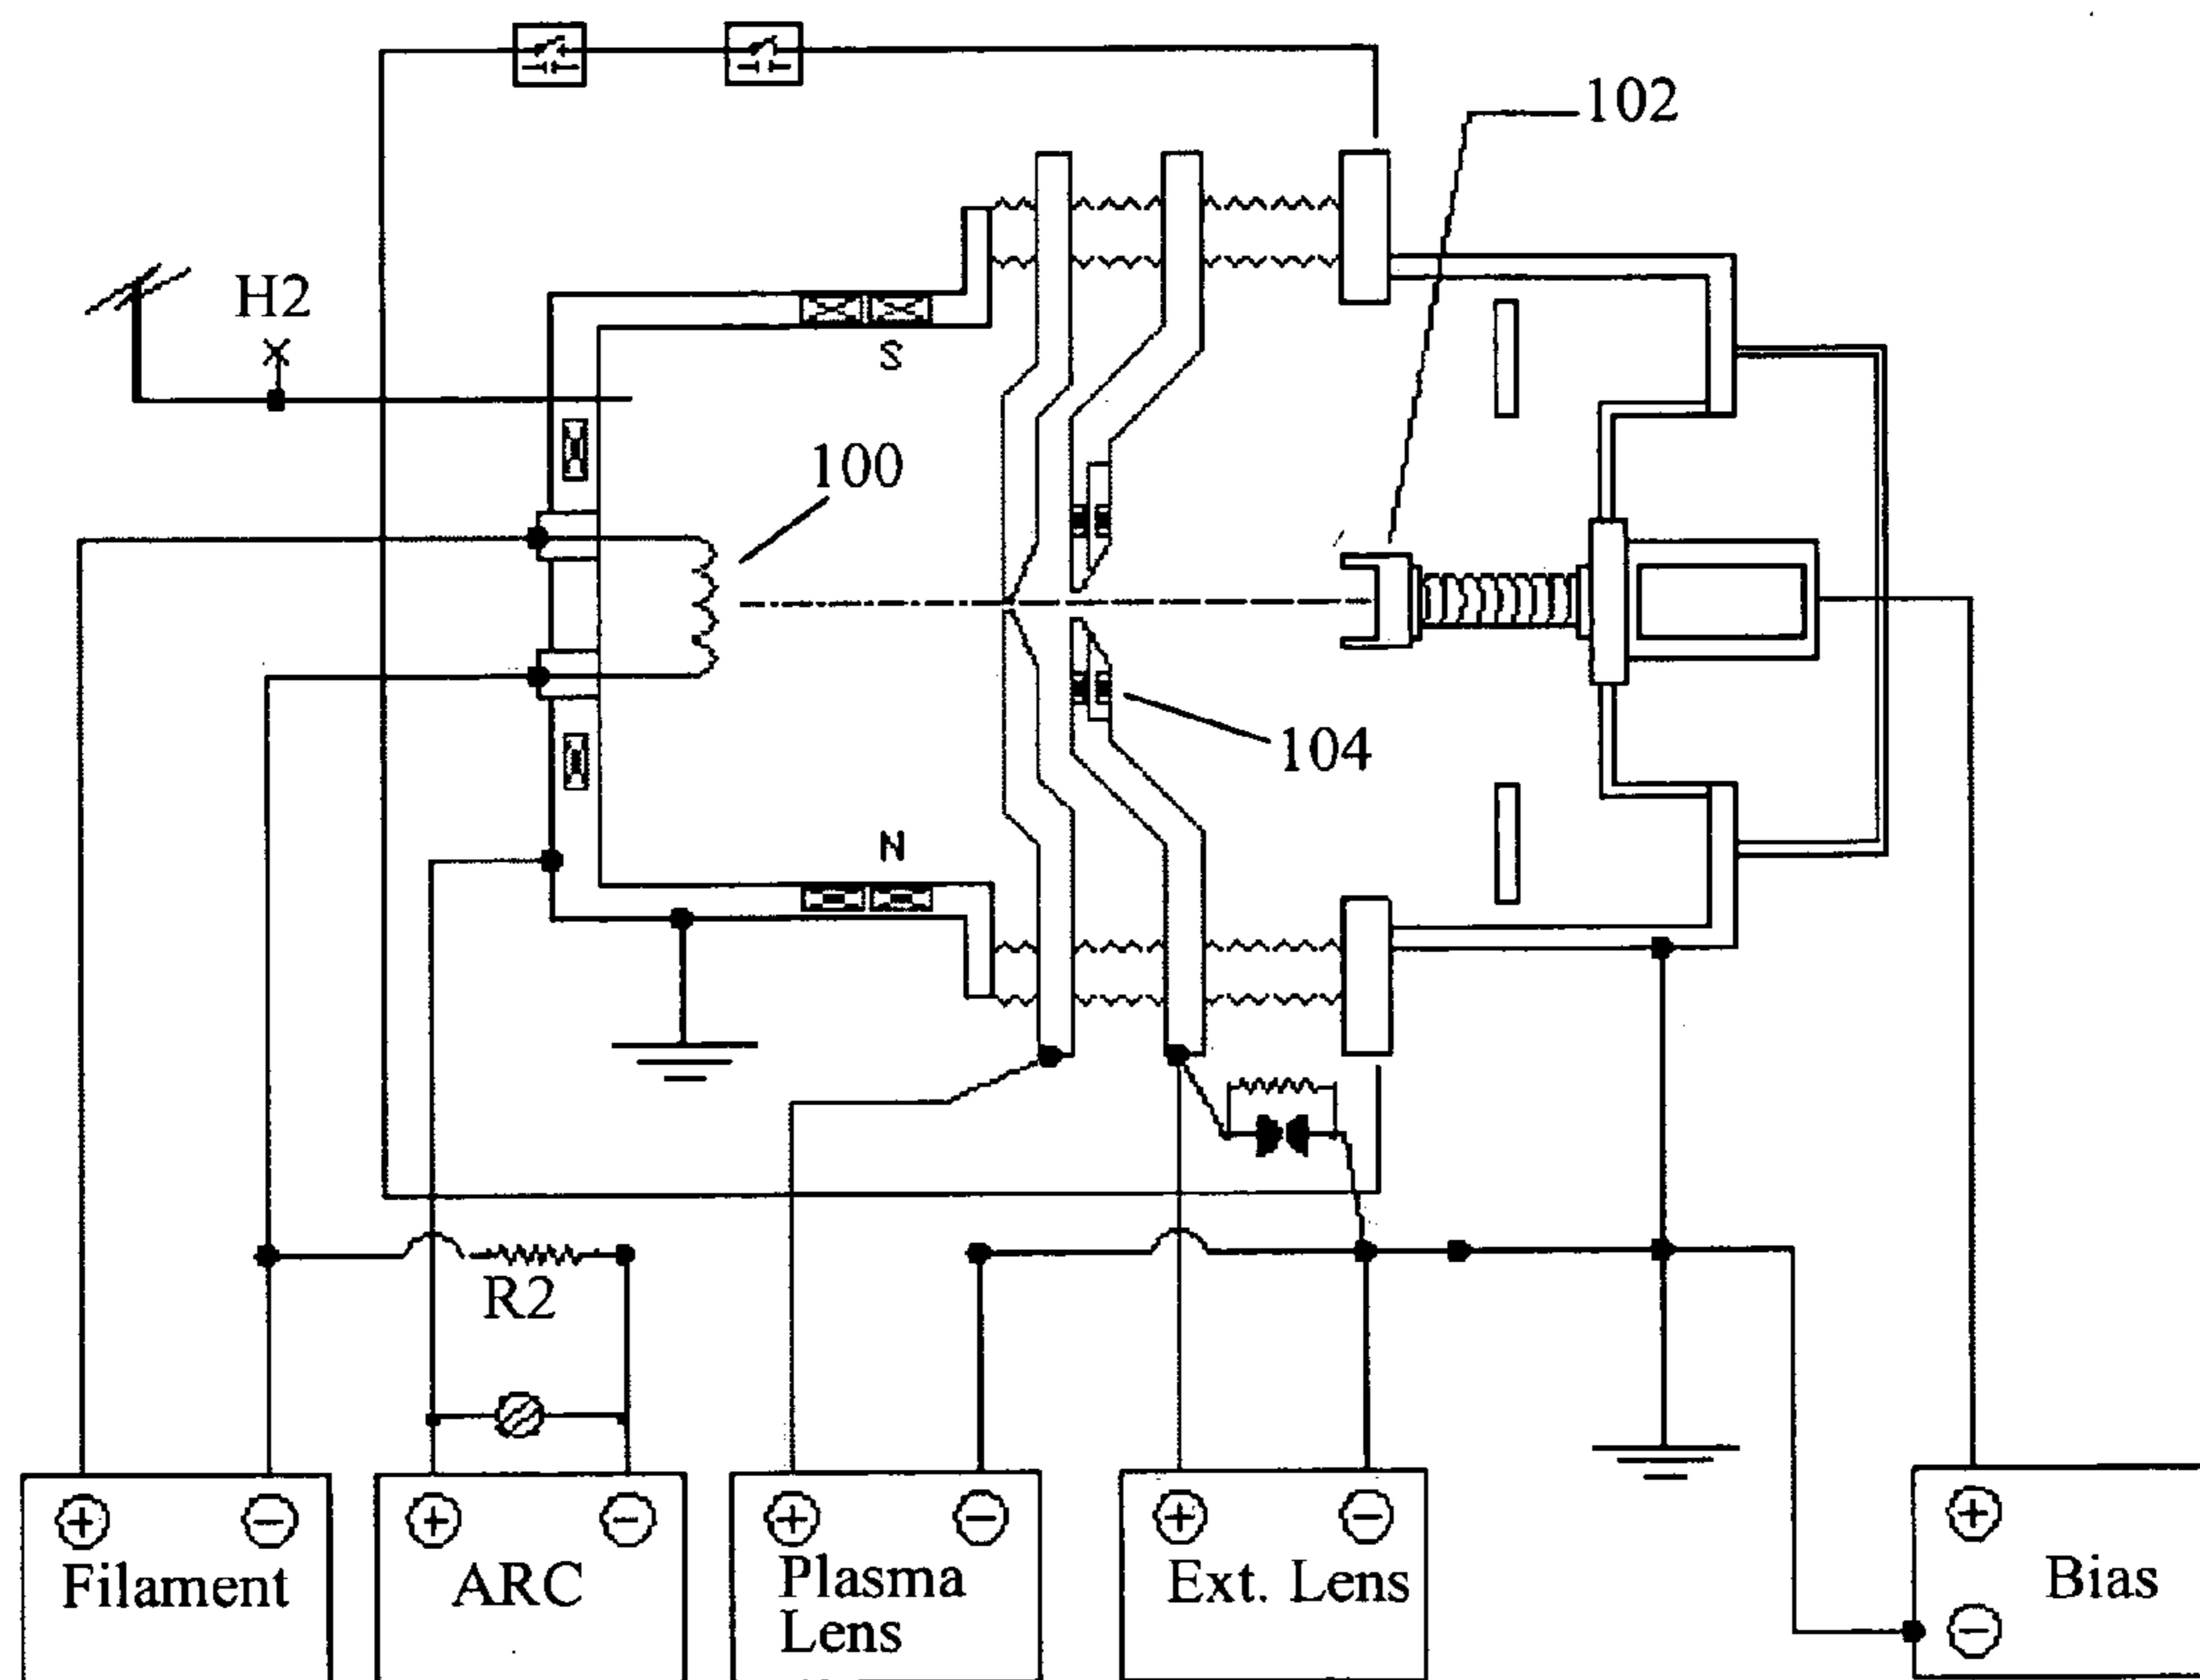 102
H2
S
100
104
N
R2
+
−
Filament
+
−
ARC
+
−
Plasma
Lens
+
−
Ext. Lens
+
−
Bias